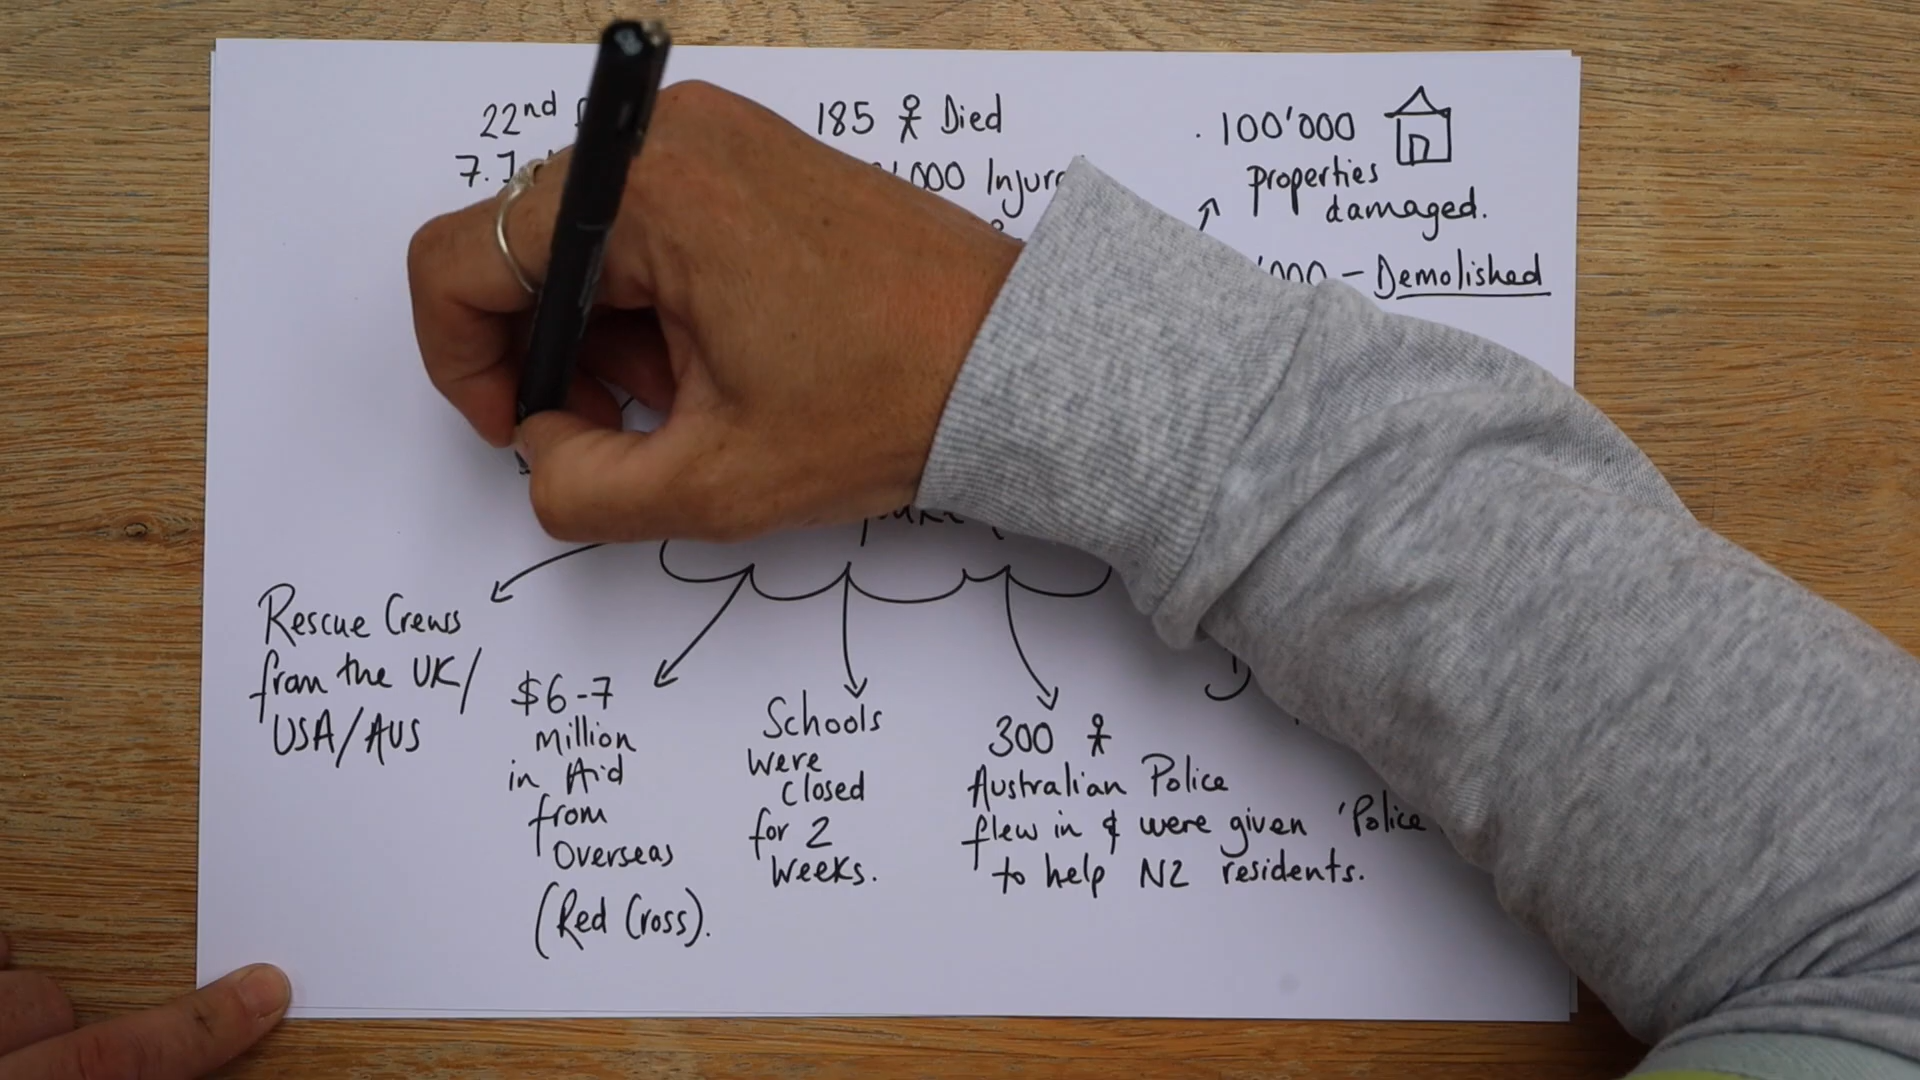 22nd
7.
185 Died
000 Injur
100'000
properties
damaged.
'000 - Demolished
Rescue Crews
from the UK/
USA/AUS
$6-7
Million
in Aid
from
Overseas
(Red Cross).
Schools
were
closed
for 2
Weeks.
300
Australian Police
flew in & were given 'Police
to help NZ residents.